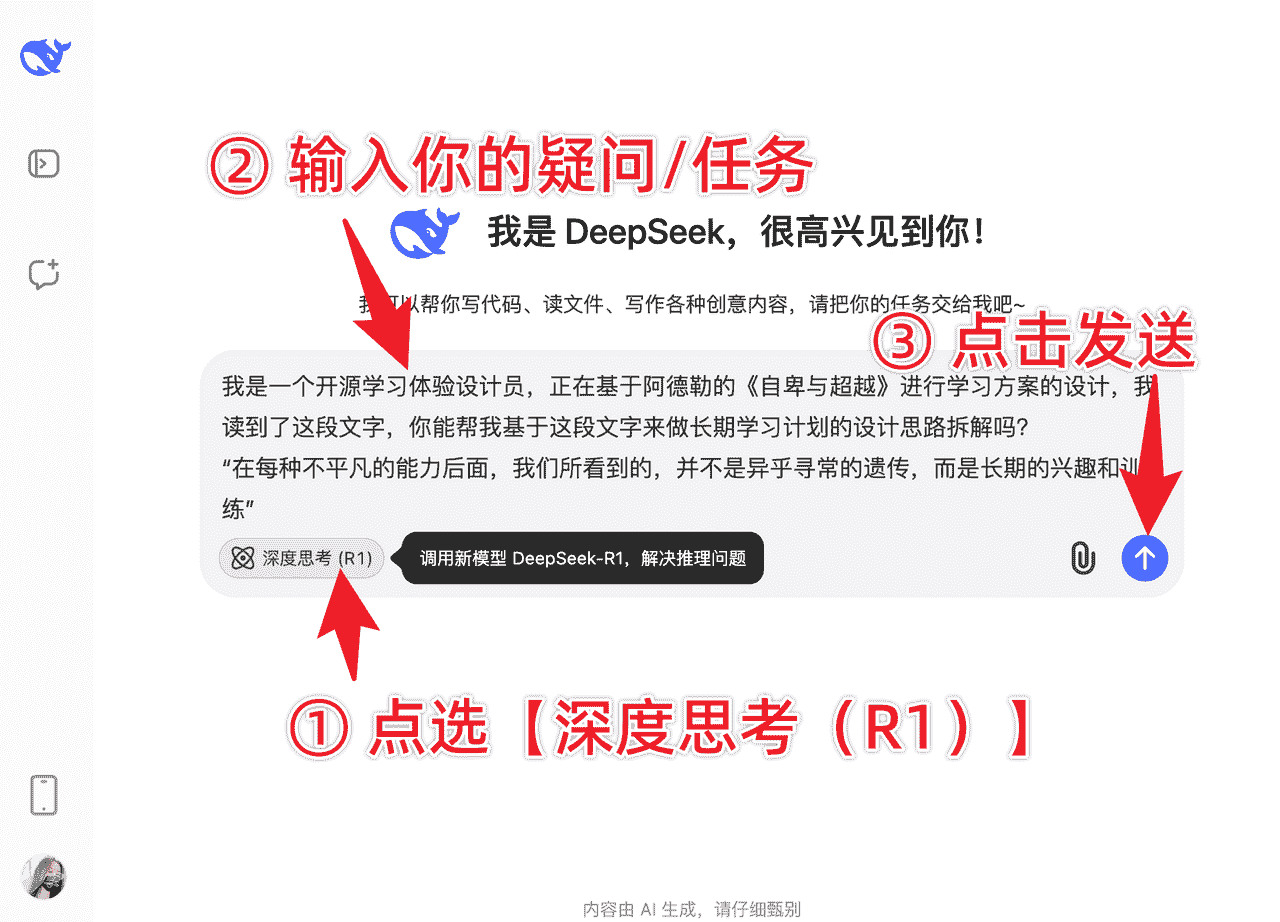 ② 输入你的疑问/任务
我是 DeepSeek，很高兴见到你！
我可以帮你写代码、读文件、写作各种创意内容，请把你的任务交给我吧~
③ 点击发送
我是一个开源学习体验设计员，正在基于阿德勒的《自卑与超越》进行学习方案的设计，我
读到了这段文字，你能帮我基于这段文字来做长期学习计划的设计思路拆解吗？
“在每种不平凡的能力后面，我们所看到的，并不是异乎寻常的遗传，而是长期的兴趣和训
练”
深度思考 (R1)
调用新模型 DeepSeek-R1，解决推理问题
① 点选【深度思考（R1）】
内容由 AI 生成，请仔细甄别